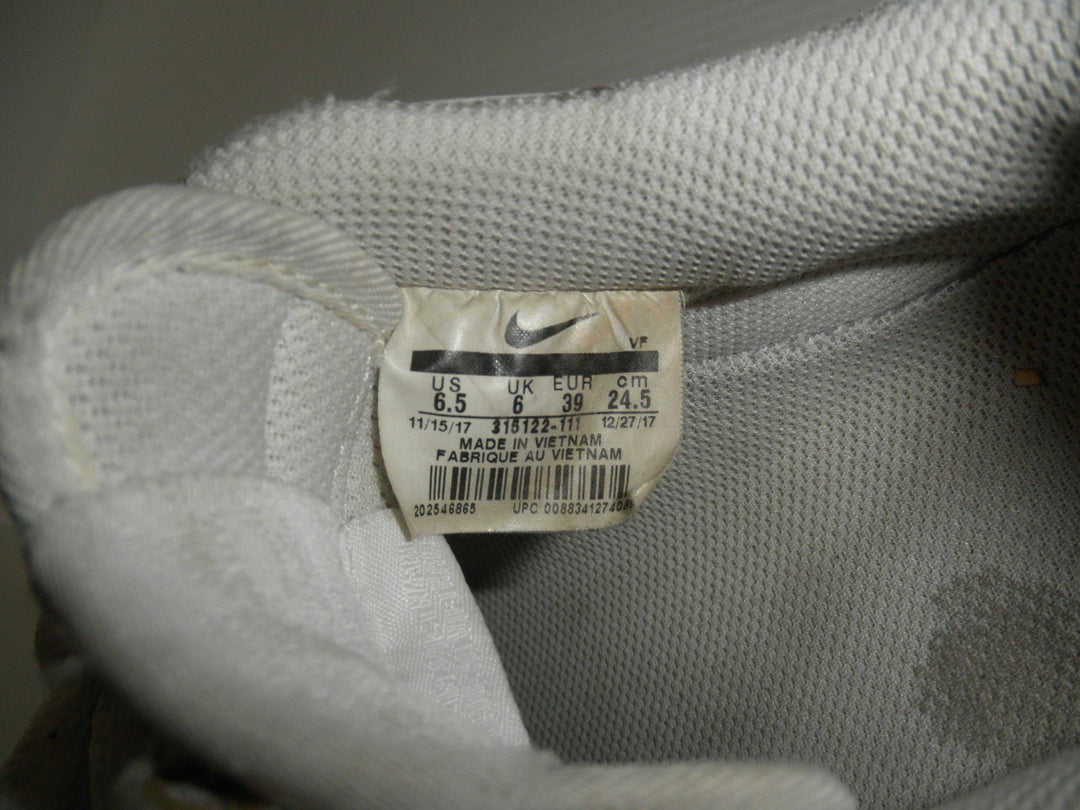 VF
US UK EUR cm
6.5 6 39 24.5
11/15/17 315122-111 12/27/17
MADE IN VIETNAM
FABRIQUE AU VIETNAM
202546865 UPC